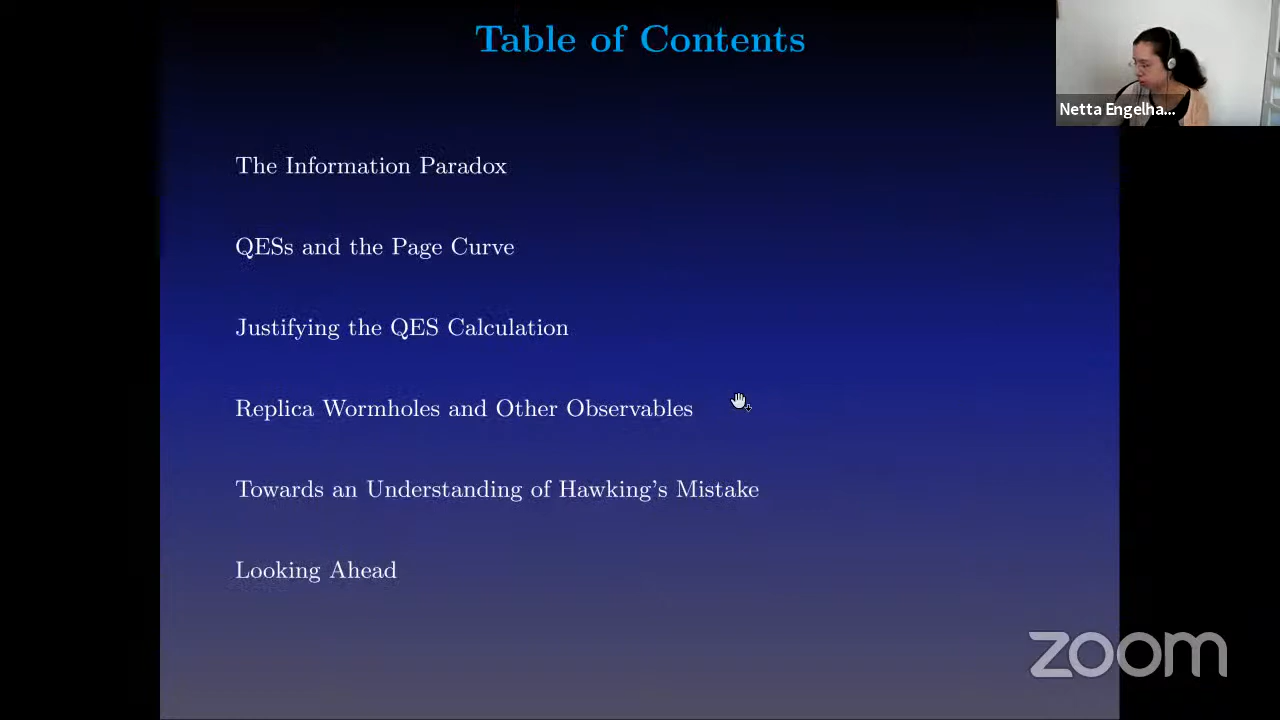 Table of Contents
Netta Engelha...
The Information Paradox
QESs and the Page Curve
Justifying the QES Calculation
Replica Wormholes and Other Observables
Towards an Understanding of Hawking's Mistake
Looking Ahead
zoom